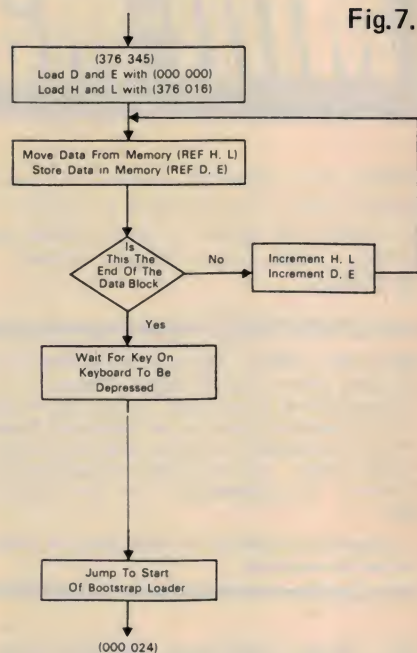 Fig.7.
(376 345)
Load D and E with (000 000)
Load H and L with (376 016)
Move Data From Memory (REF H, L)
Store Data in Memory (REF D, E)
Is
This The
End Of The
Data Block
No
Increment H, L
Increment D, E
Yes
Wait For Key On
Keyboard To Be
Depressed
Jump To Start
Of Bootstrap Loader
(000 024)